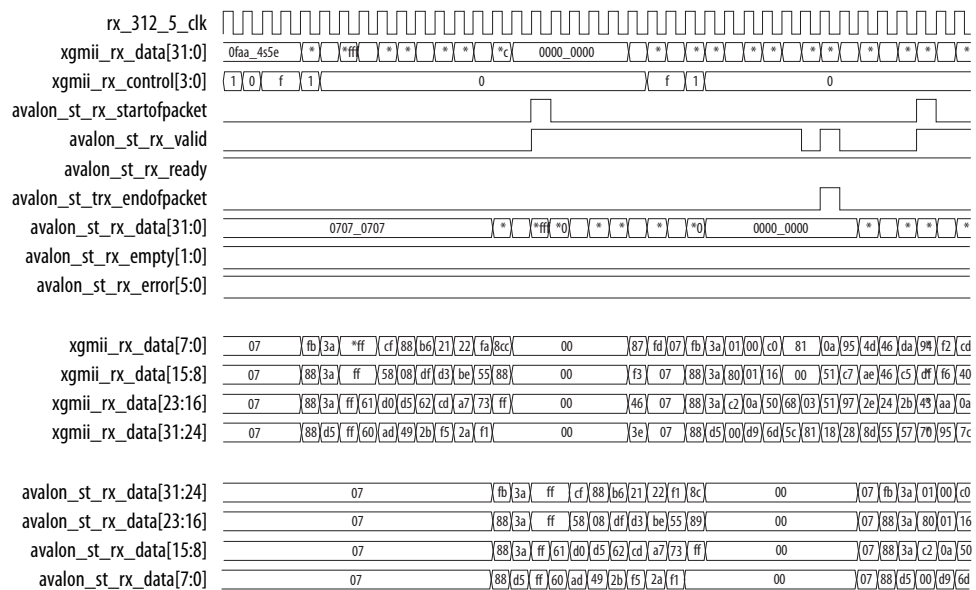 rx_312_5_clk
xgmii_rx_data[31:0] 0faa_4s5e * *fff * * * * *c 0000_0000 * * * * * * * * *
xgmii_rx_control[3:0] 1 0 f 1 0 f 1 0
avalon_st_rx_startofpacket
avalon_st_rx_valid
avalon_st_rx_ready
avalon_st_trx_endofpacket
avalon_st_rx_data[31:0] 0707_0707 * *fff *0 * * * *0 0000_0000 * * * *
avalon_st_rx_empty[1:0]
avalon_st_rx_error[5:0]
xgmii_rx_data[7:0] 07 fb 3a *ff cf 88 b6 21 22 fa 8cc 00 87 fd 07 fb 3a 01 00 c0 81 0a 95 4d 46 da f2 cd
xgmii_rx_data[15:8] 07 88 3a ff 58 08 df d3 be 55 88 00 f3 07 88 3a 80 01 16 00 51 c7 ae 46 c5 f6 40
xgmii_rx_data[23:16] 07 88 3a ff 61 d0 d5 62 cd a7 73 ff 00 46 07 88 3a c2 0a 50 68 03 51 97 2e 24 2b aa 0a
xgmii_rx_data[31:24] 07 88 d5 ff 60 ad 49 2b f5 2a f1 00 3e 07 88 d5 00 d9 6d 5c 81 18 28 8d 55 57 95 7c
avalon_st_rx_data[31:24] 07 fb 3a ff cf 88 b6 21 22 f1 8c 00 07 fb 3a 01 00 c0
avalon_st_rx_data[23:16] 07 88 3a ff 58 08 df d3 be 55 89 00 07 88 3a 80 01 16
avalon_st_rx_data[15:8] 07 88 3a ff 61 d0 d5 62 cd a7 73 ff 00 07 88 3a c2 0a 50
avalon_st_rx_data[7:0] 07 88 d5 ff 60 ad 49 2b f5 2a f1 00 07 88 d5 00 d9 6d